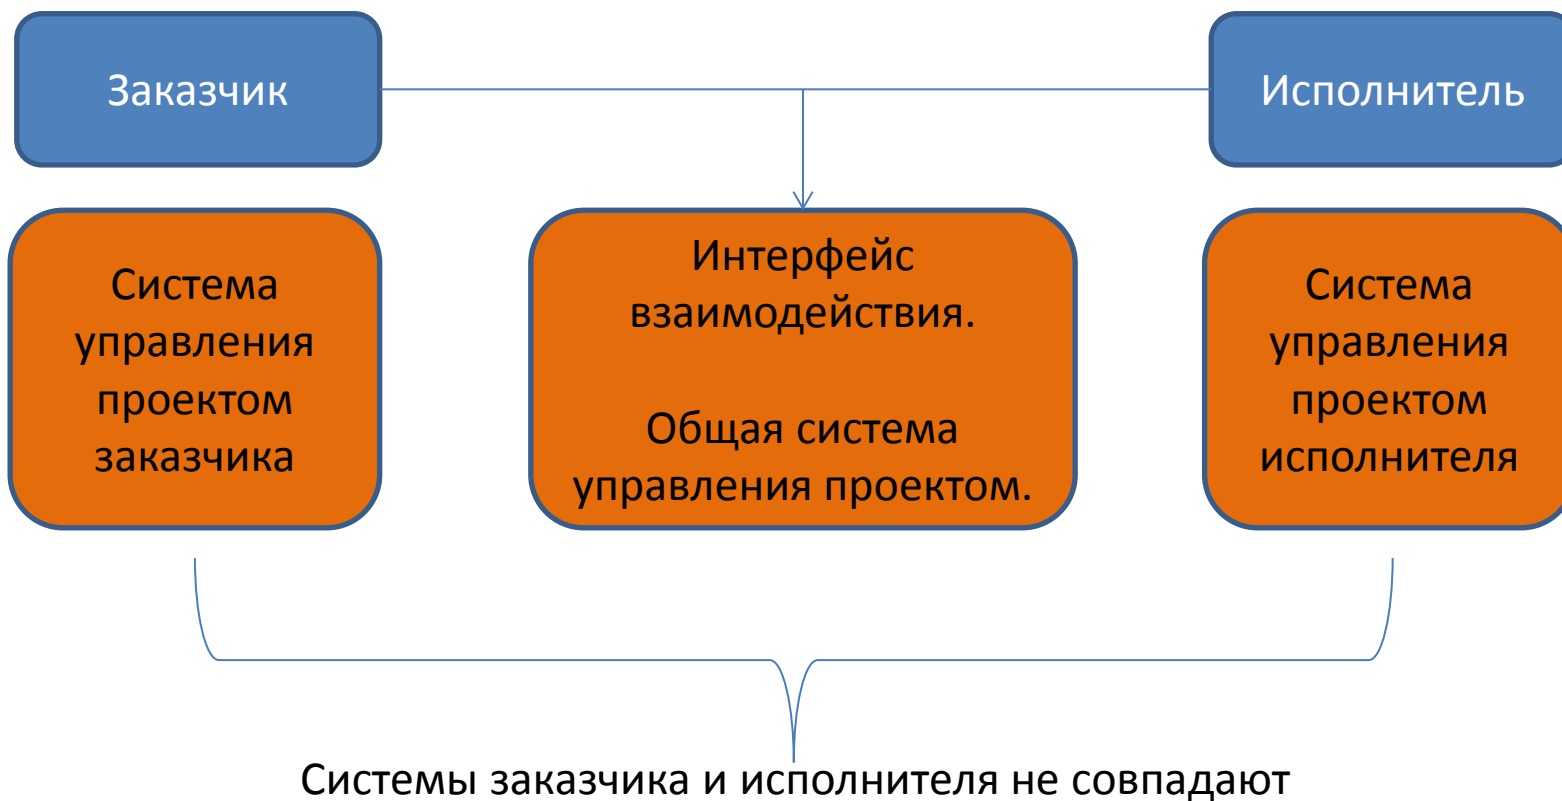 Заказчик
Исполнитель
Система
управления
проектом
заказчика
Интерфейс
взаимодействия.
Общая система
управления проектом.
Система
управления
проектом
исполнителя
Системы заказчика и исполнителя не совпадают